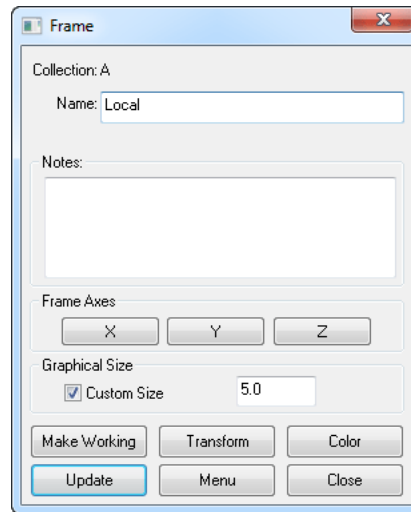 Frame
Collection: A
Name: Local
Notes:
Frame Axes
X Y Z
Graphical Size
Custom Size 5.0
Make Working Transform Color
Update Menu Close